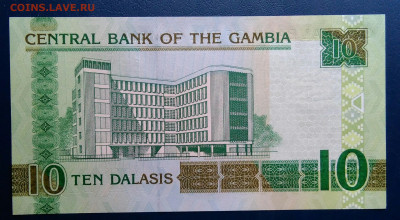 COINS.LAVE.RU
CENTRAL BANK OF THE GAMBIA
10
10 TEN DALASIS 10